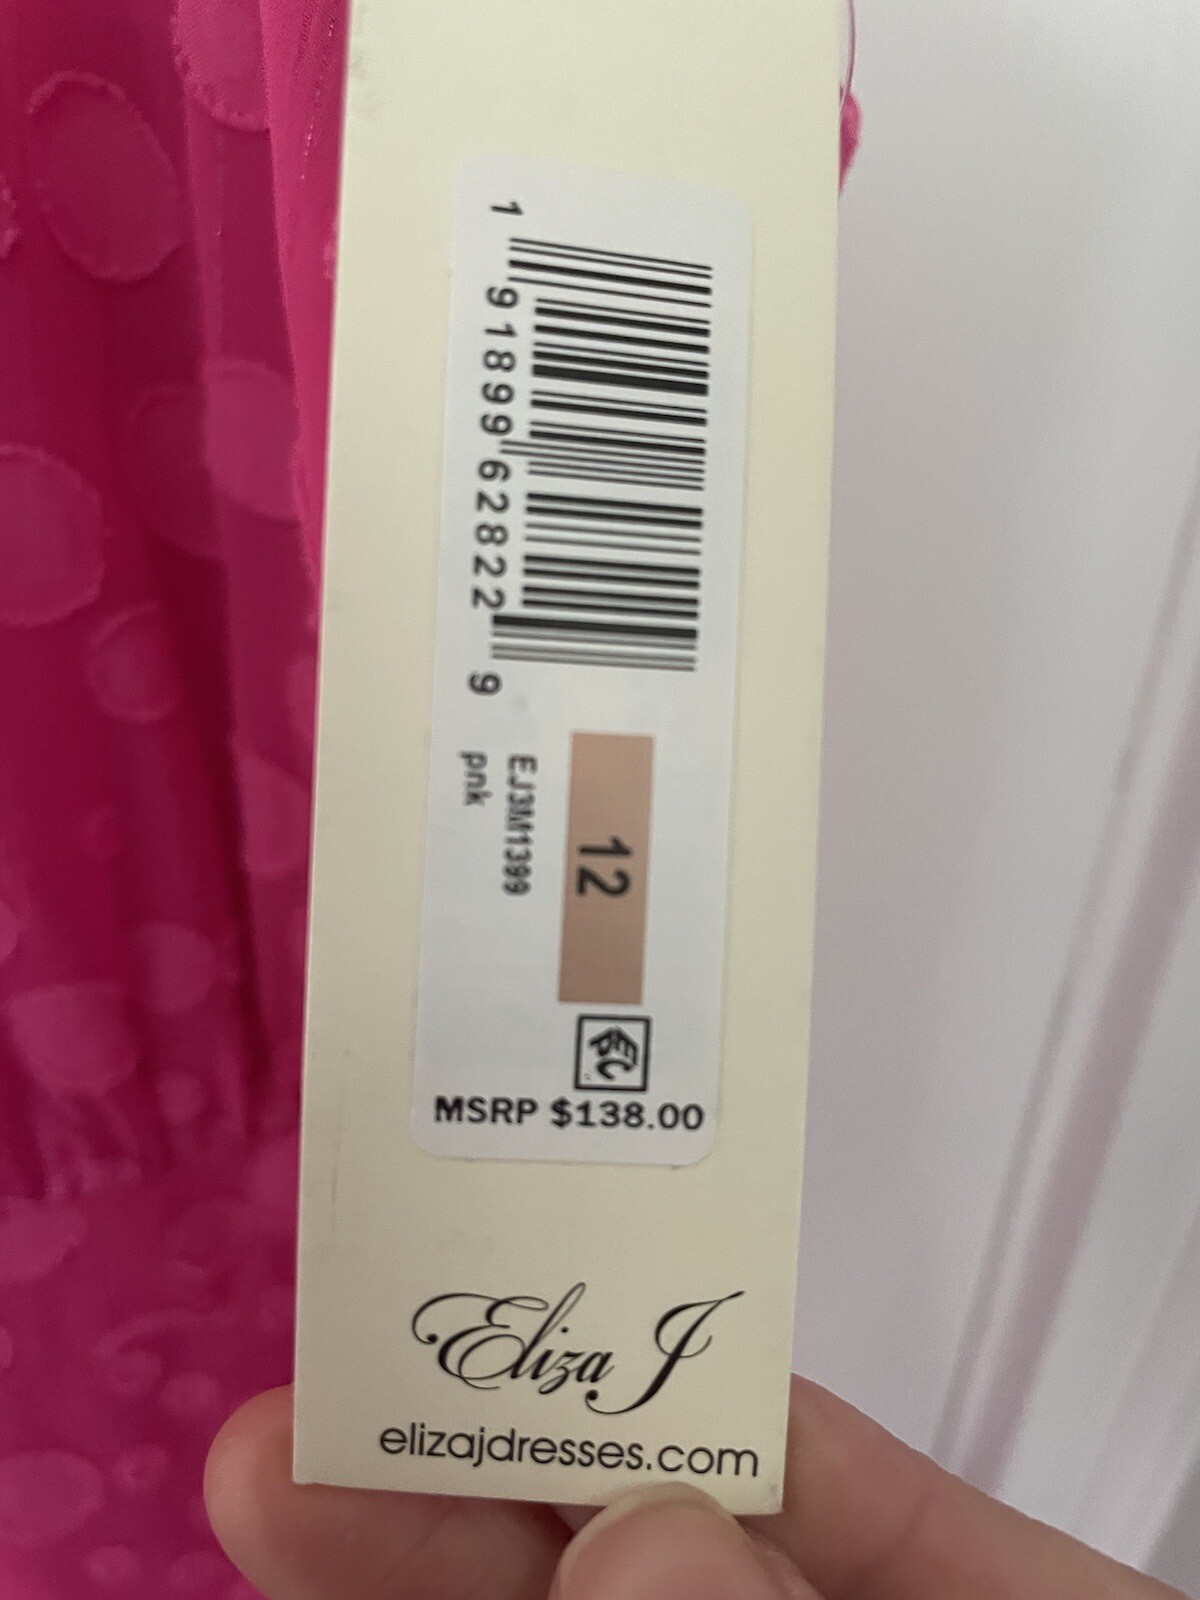 1 91899 62822 9
EJ3M1399
pnk
12
MSRP $138.00
Eliza J
elizajdresses.com